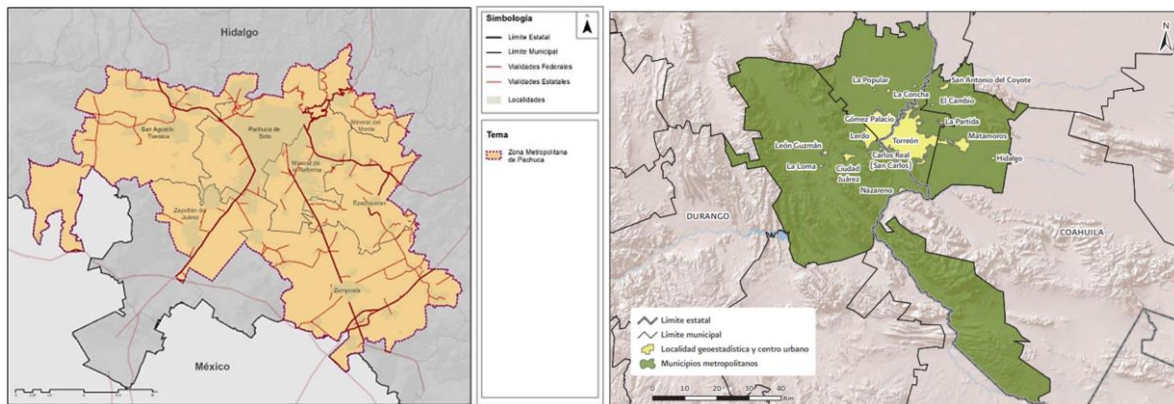 Hidalgo
San Agustín
Tlaxiaca
Pachuca de
Soto
Mineral del
Monte
Mineral de
la Reforma
Epazoyucan
Zapotlán de
Juárez
Zempoala
México
Simbología
N
Límite Estatal
Límite Municipal
Vialidades Federales
Vialidades Estatales
Localidades
Tema
Zona Metropolitana
de Pachuca
N
La Popular
San Antonio del Coyote
La Concha
El Cambio
Gómez Palacio
La Partida
Lerdo
Torreón
Matamoros
León Guzmán
Hidalgo
La Loma
Carlos Real
(San Carlos)
Ciudad
Juárez
Nazareno
DURANGO
COAHUILA
Límite estatal
Límite municipal
Localidad geoestadística y centro urbano
Municipios metropolitanos
0 10 20 30 40
Km